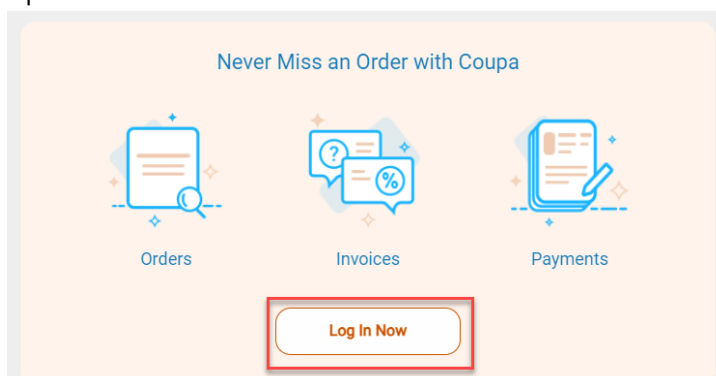 Never Miss an Order with Coupa
? %
Orders Invoices Payments
Log In Now